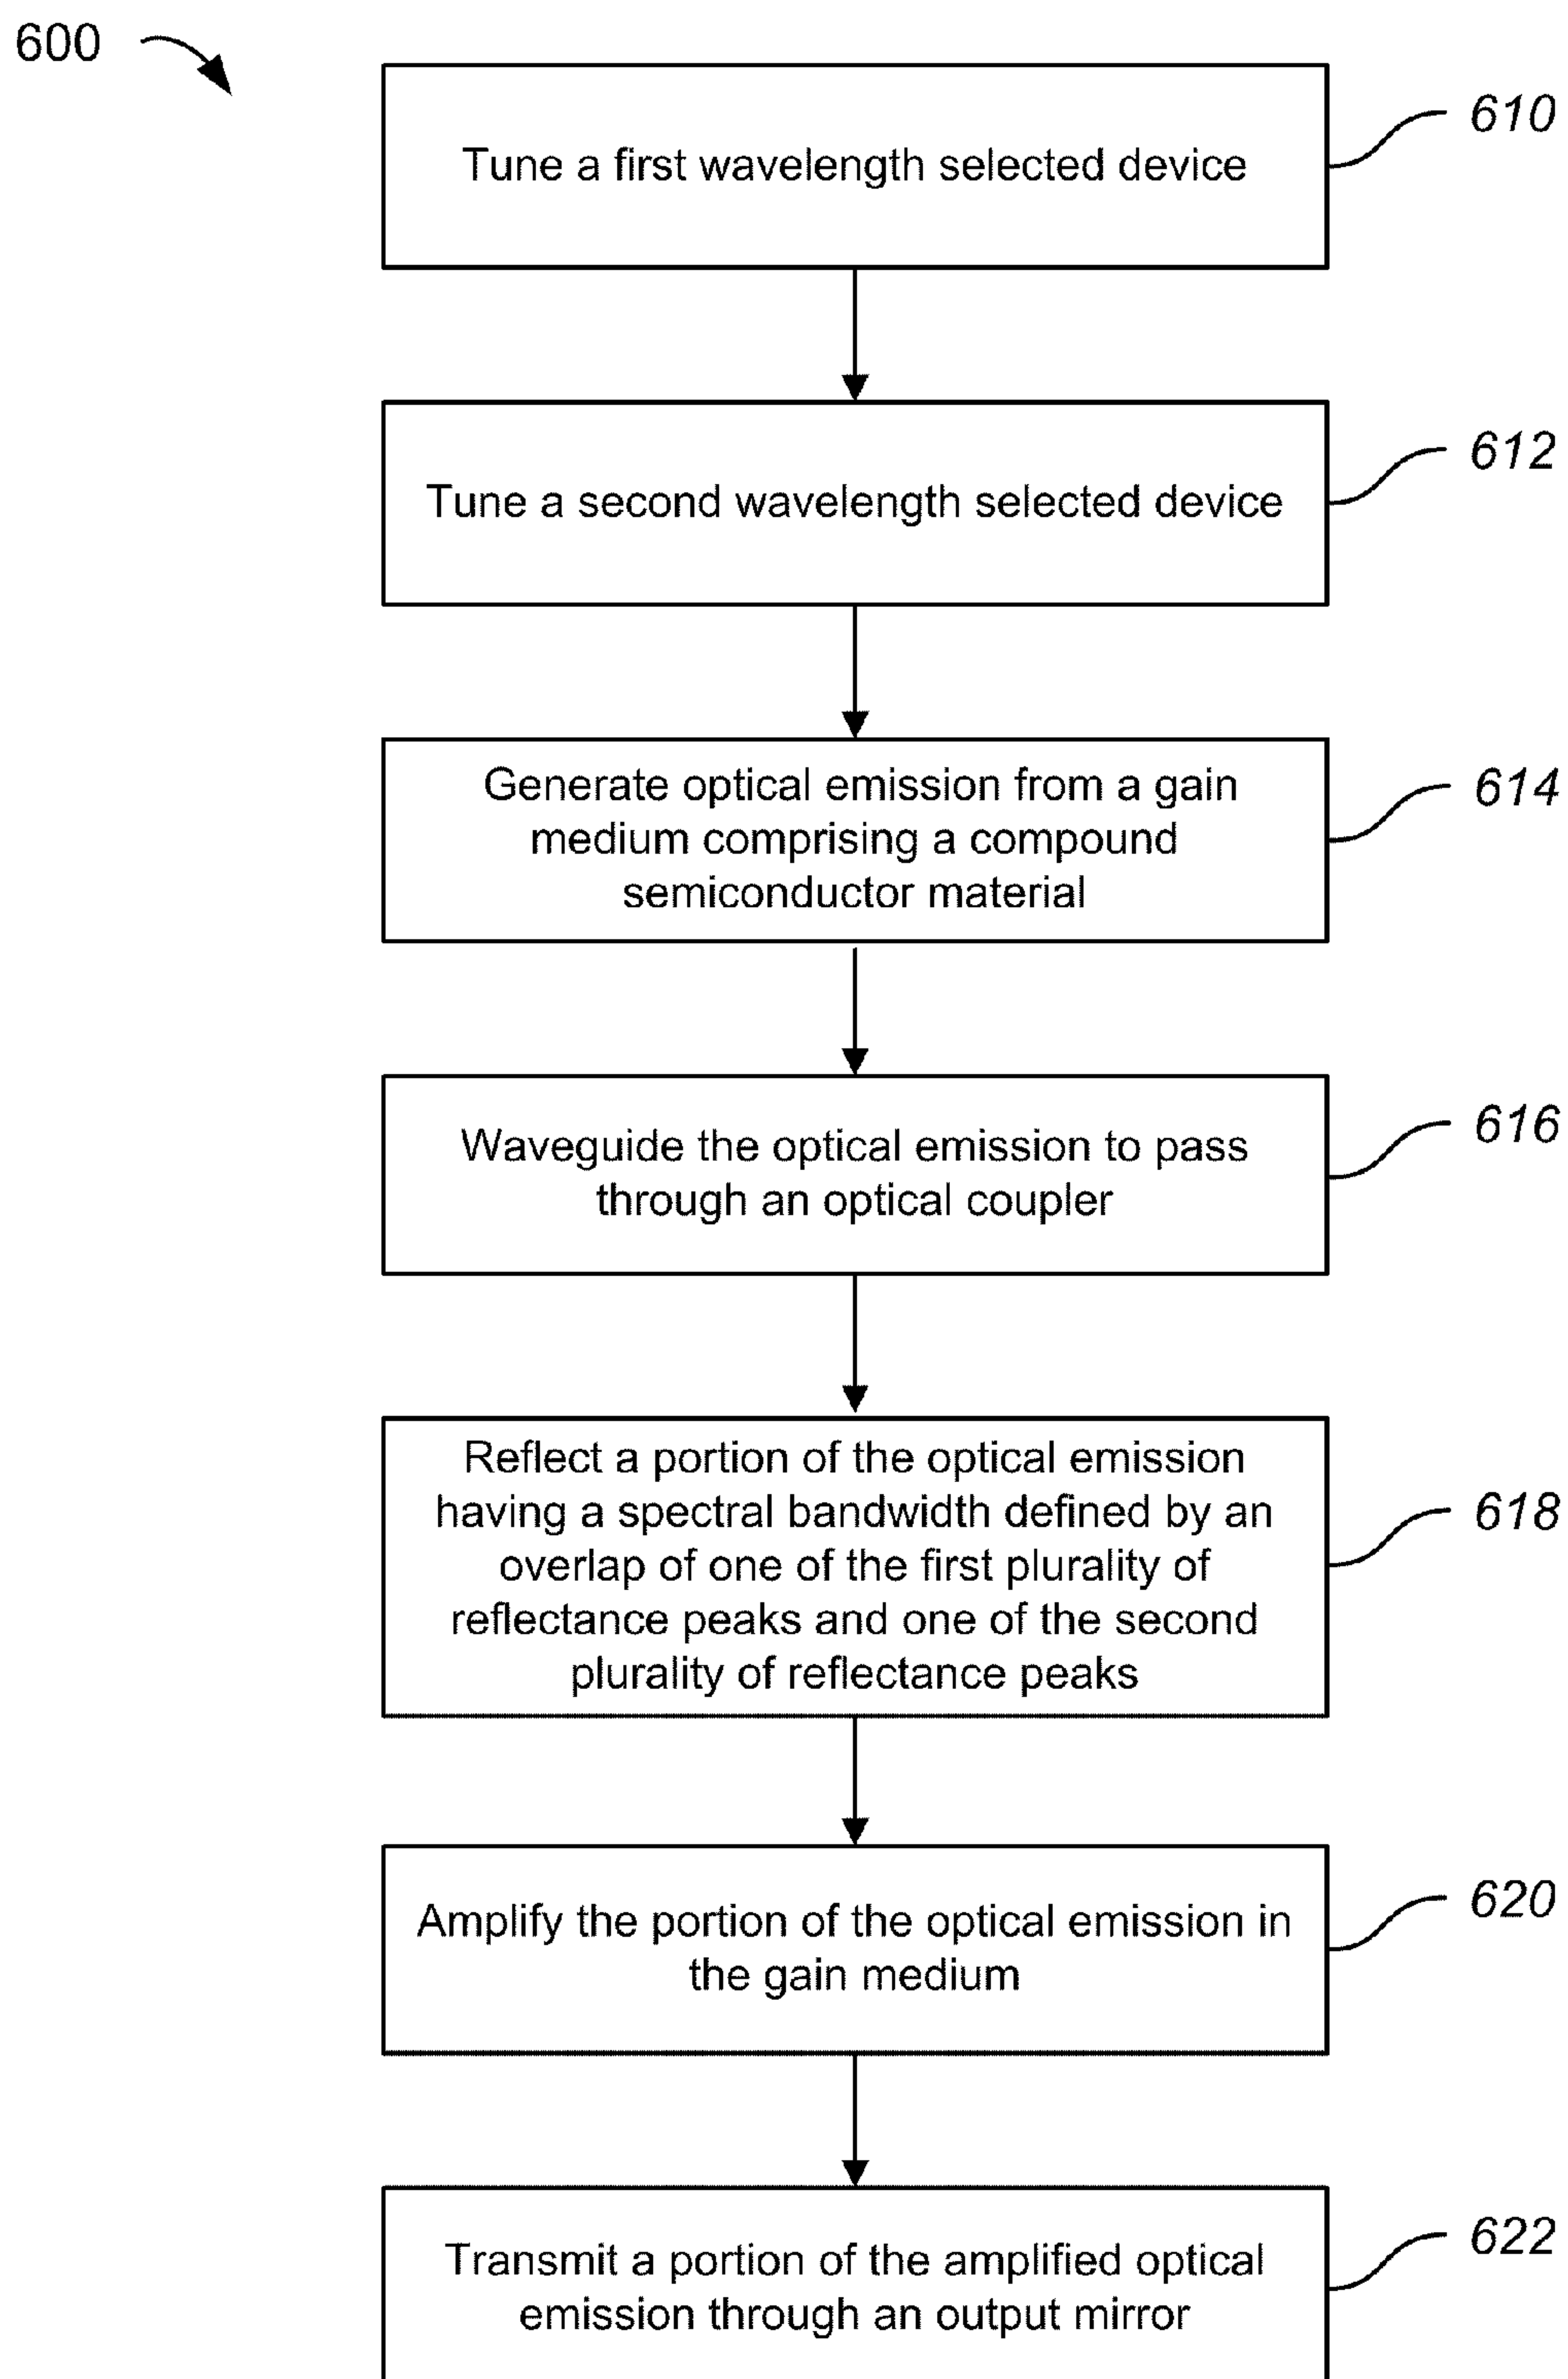 600
Tune a first wavelength selected device
610
Tune a second wavelength selected device
612
Generate optical emission from a gain
medium comprising a compound
semiconductor material
614
Waveguide the optical emission to pass
through an optical coupler
616
Reflect a portion of the optical emission
having a spectral bandwidth defined by an
overlap of one of the first plurality of
reflectance peaks and one of the second
plurality of reflectance peaks
618
Amplify the portion of the optical emission in
the gain medium
620
Transmit a portion of the amplified optical
emission through an output mirror
622